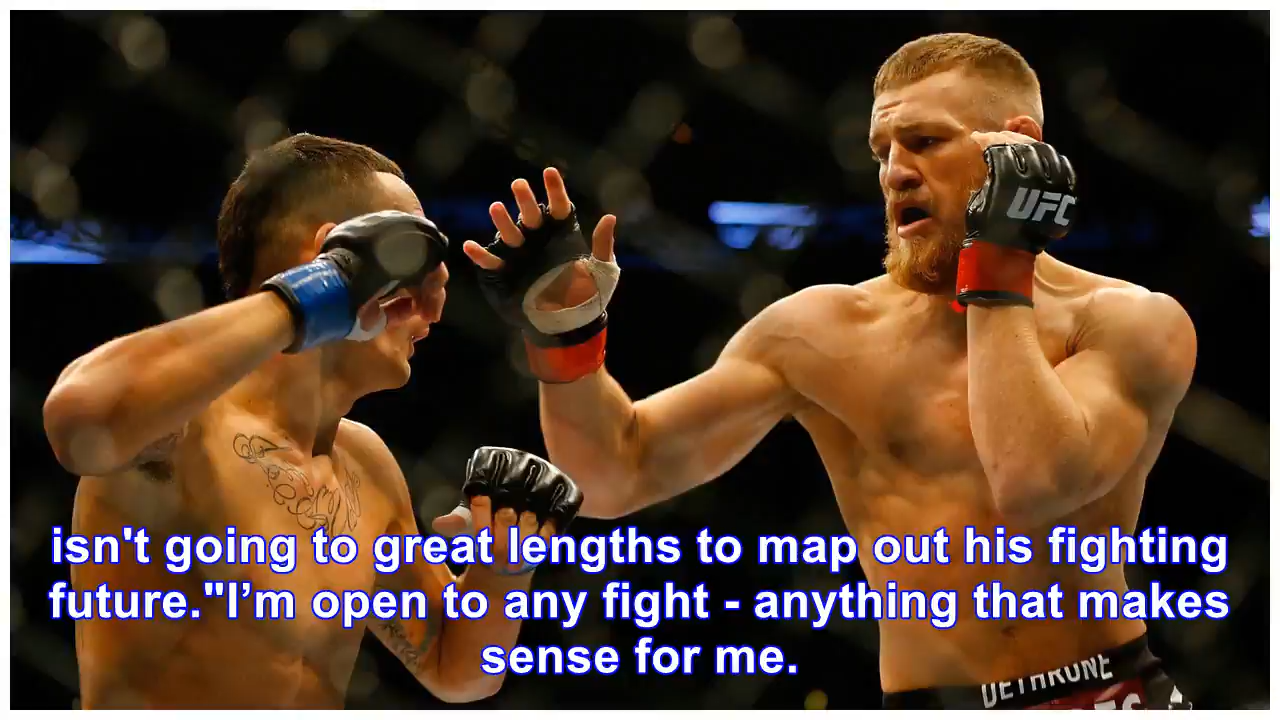 UFC
isn't going to great lengths to map out his fighting
future."I’m open to any fight - anything that makes
sense for me.
DETHRONE